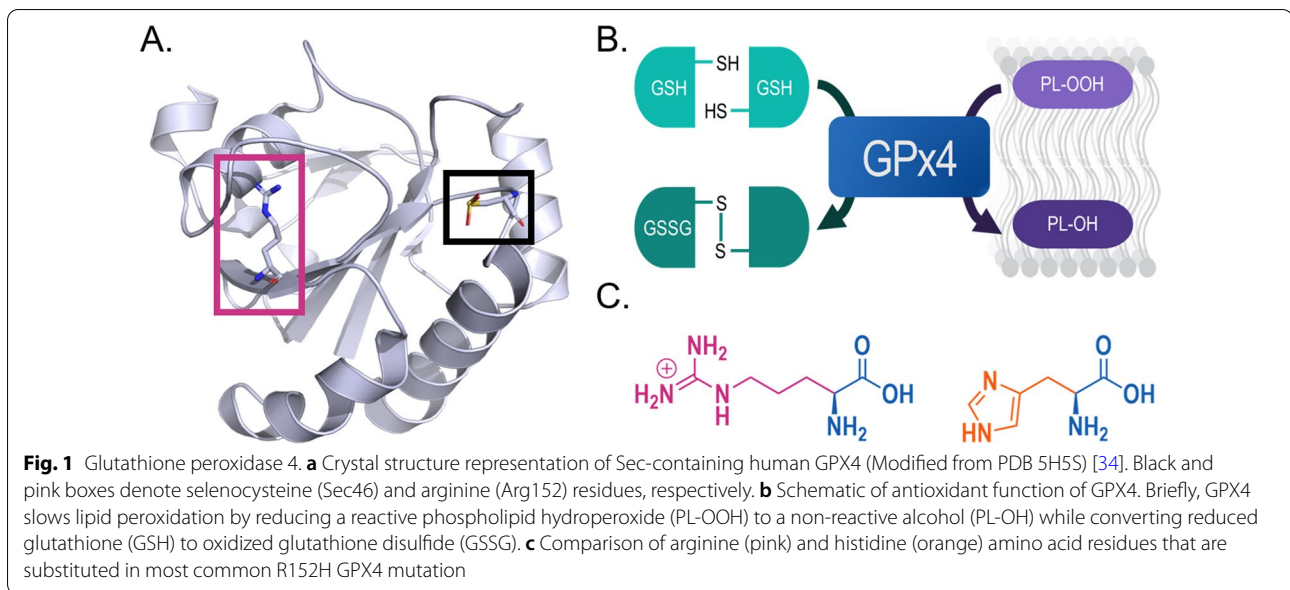 A.
B.
GSH
SH
HS
GSH
GPx4
PL-OOH
GSSG
S
S
PL-OH
C.
NH₂
⊕
H₂N
N
H
O
OH
NH₂
N
HN
O
OH
NH₂
Fig. 1 Glutathione peroxidase 4. a Crystal structure representation of Sec-containing human GPX4 (Modified from PDB 5H5S) [34]. Black and
pink boxes denote selenocysteine (Sec46) and arginine (Arg152) residues, respectively. b Schematic of antioxidant function of GPX4. Briefly, GPX4
slows lipid peroxidation by reducing a reactive phospholipid hydroperoxide (PL-OOH) to a non-reactive alcohol (PL-OH) while converting reduced
glutathione (GSH) to oxidized glutathione disulfide (GSSG). c Comparison of arginine (pink) and histidine (orange) amino acid residues that are
substituted in most common R152H GPX4 mutation